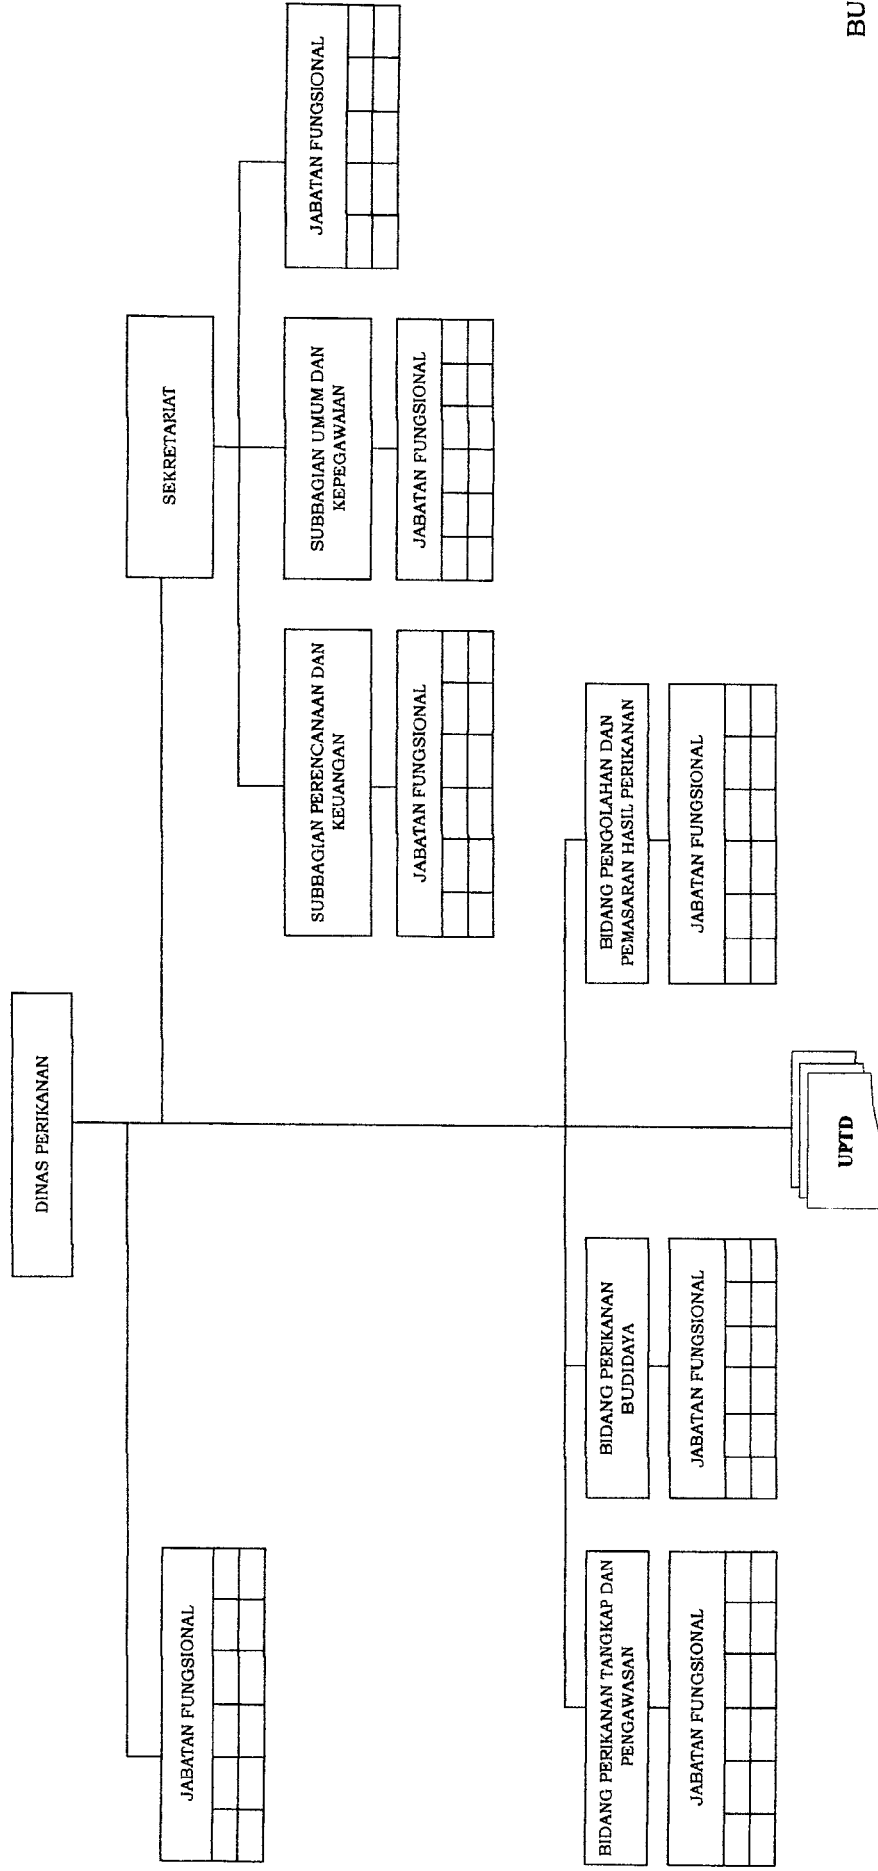 DINAS PERIKANAN
JABATAN FUNGSIONAL
SEKRETARIAT
SUBBAGIAN PERENCANAAN DAN
KEUANGAN
JABATAN FUNGSIONAL
SUBBAGIAN UMUM DAN
KEPEGAWAIAN
JABATAN FUNGSIONAL
JABATAN FUNGSIONAL
BIDANG PERIKANAN TANGKAP DAN
PENGAWASAN
JABATAN FUNGSIONAL
BIDANG PERIKANAN
BUDIDAYA
JABATAN FUNGSIONAL
BIDANG PENGOLAHAN DAN
PEMASARAN HASIL PERIKANAN
JABATAN FUNGSIONAL
UPTD
BU